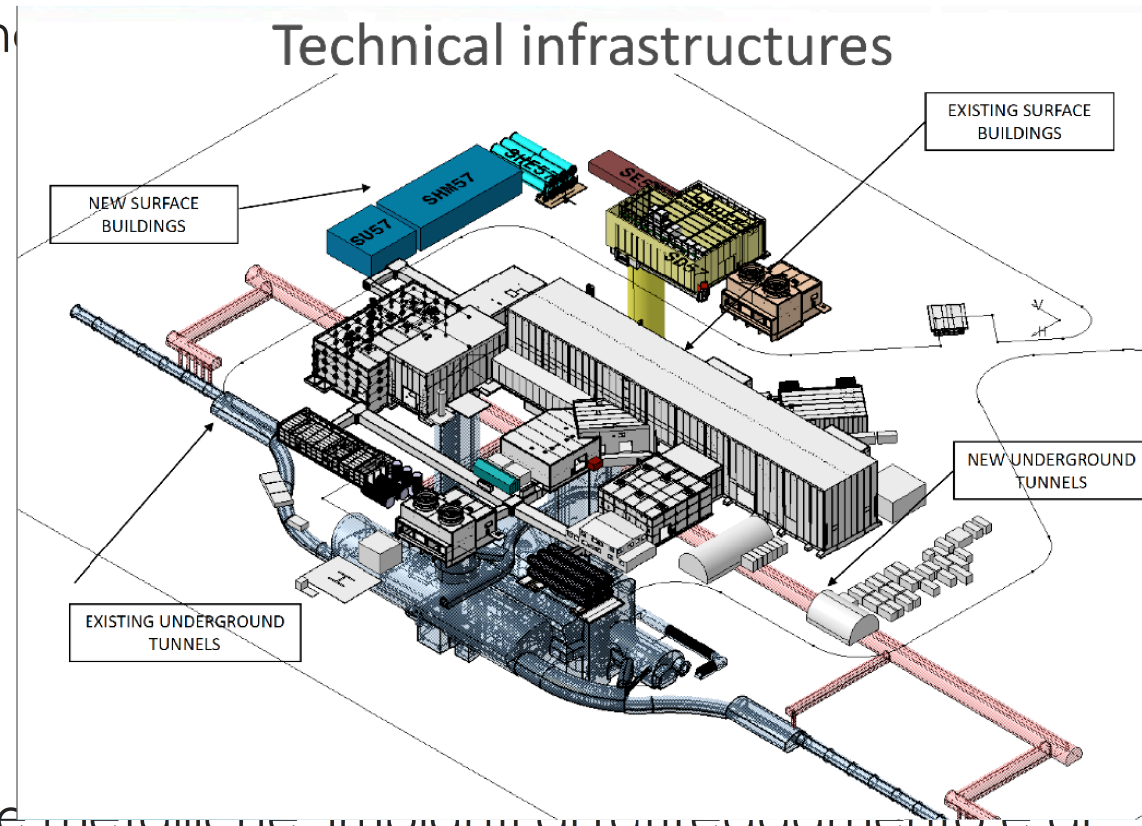 Technical infrastructures
EXISTING SURFACE
BUILDINGS
NEW SURFACE
BUILDINGS
SHM57
SU57
NEW UNDERGROUND
TUNNELS
EXISTING UNDERGROUND
TUNNELS
H